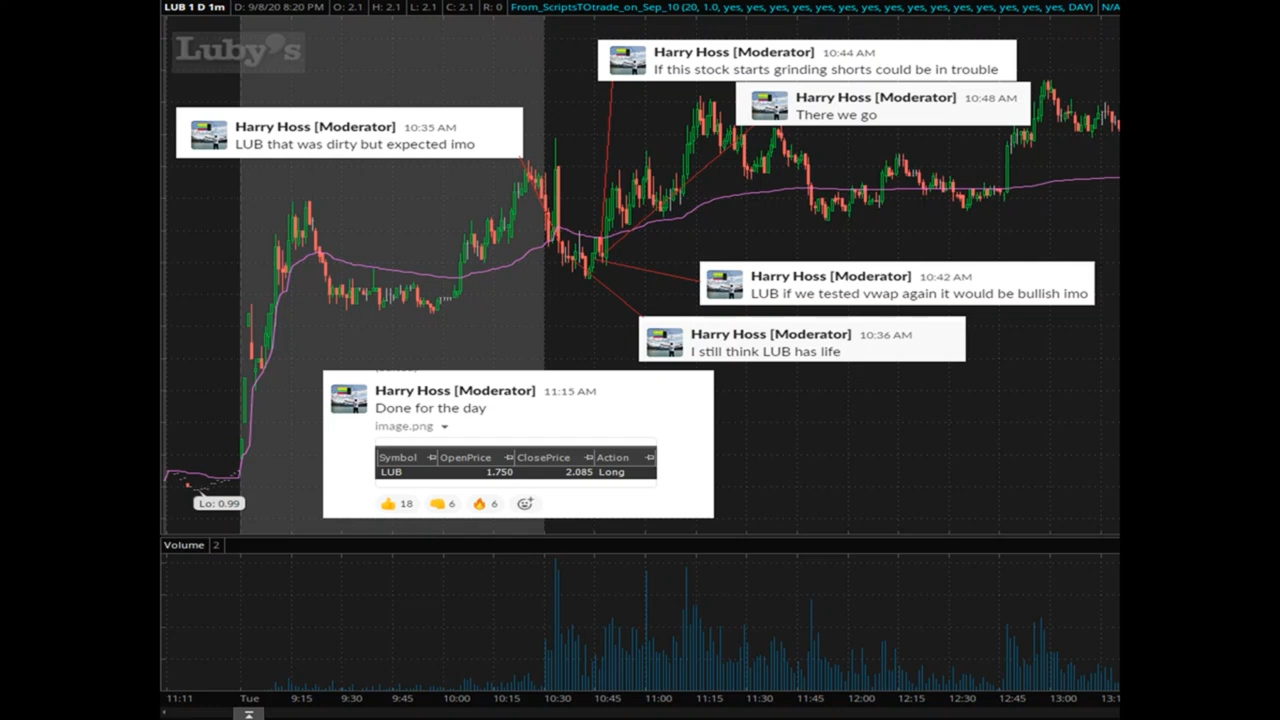 LUB 1 D 1m D: 9/8/20 8:20 PM O: 2.1 H: 2.1 L: 2.1 C: 2.1 R: 0 From_ScriptsTOtrade_on_Sep_10 (20, 1.0, yes, yes, yes, yes, yes, yes, yes, yes, yes, yes, yes, yes, yes, DAY) N/A
Luby's
Harry Hoss [Moderator] 10:44 AM
If this stock starts grinding shorts could be in trouble
Harry Hoss [Moderator] 10:48 AM
There we go
Harry Hoss [Moderator] 10:35 AM
LUB that was dirty but expected imo
Harry Hoss [Moderator] 10:42 AM
LUB if we tested vwap again it would be bullish imo
Harry Hoss [Moderator] 10:36 AM
I still think LUB has life
Harry Hoss [Moderator] 11:15 AM
Done for the day
image.png
Symbol OpenPrice ClosePrice Action
LUB 1.750 2.085 Long
18 6 6
Lo: 0.99
Volume 2
11:11 Tue 9:15 9:30 9:45 10:00 10:15 10:30 10:45 11:00 11:15 11:30 11:45 12:00 12:15 12:30 12:45 13:00 13:1